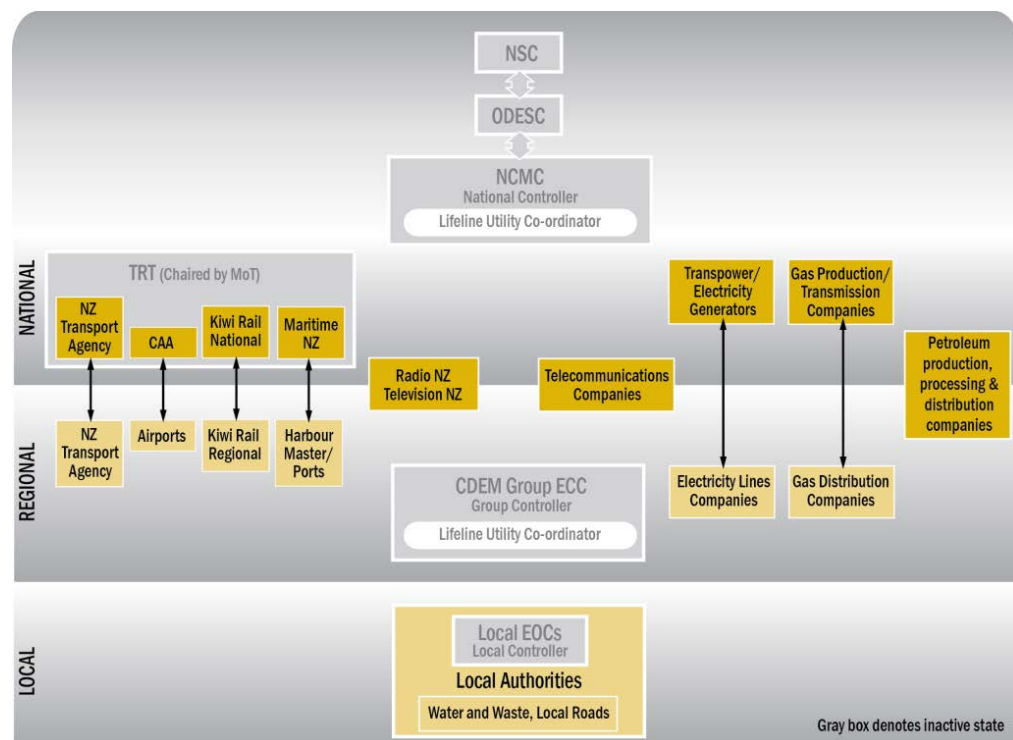 NSC
ODESC
NCMC
National Controller
Lifeline Utility Co-ordinator
NATIONAL
TRT (Chaired by MoT)
NZ
Transport
Agency
CAA
Kiwi Rail
National
Maritime
NZ
Radio NZ
Television NZ
Telecommunications
Companies
Transpower/
Electricity
Generators
Gas Production/
Transmission
Companies
Petroleum
production,
processing &
distribution
companies
REGIONAL
NZ
Transport
Agency
Airports
Kiwi Rail
Regional
Harbour
Master/
Ports
CDEM Group ECC
Group Controller
Lifeline Utility Co-ordinator
Electricity Lines
Companies
Gas Distribution
Companies
LOCAL
Local EOCs
Local Controller
Local Authorities
Water and Waste, Local Roads
Gray box denotes inactive state